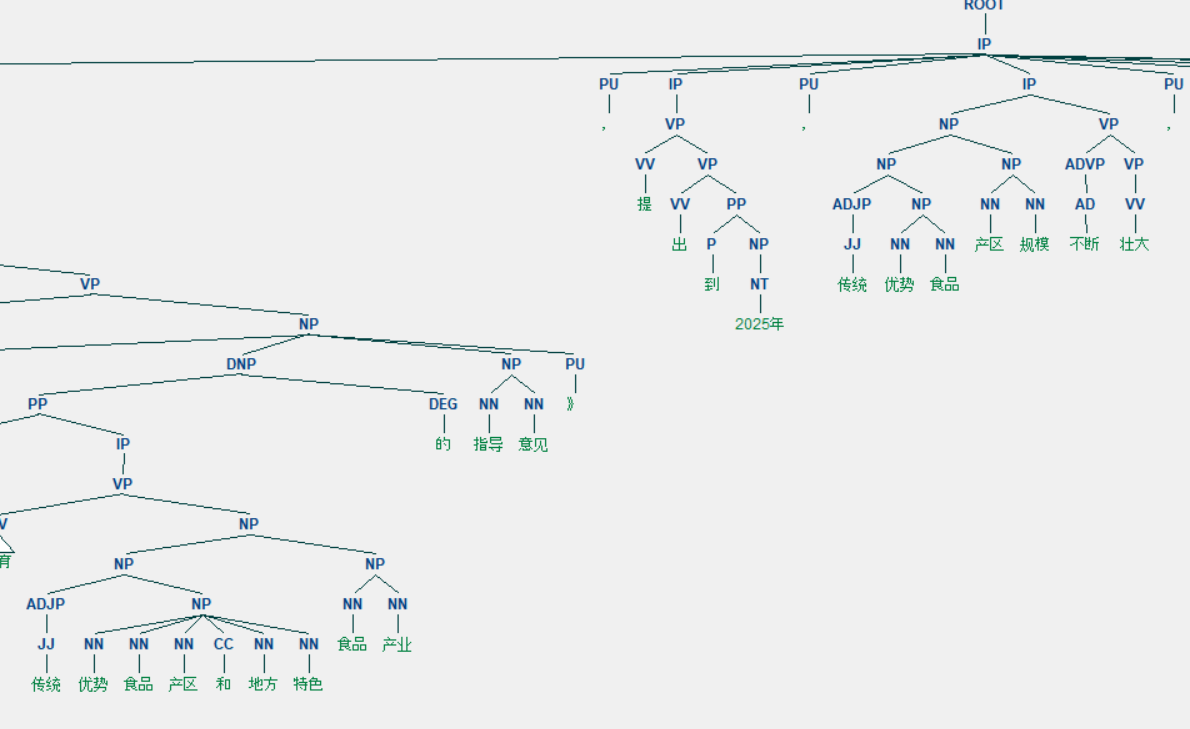 ROOT
IP
PU IP PU IP PU
， VP ， NP VP ，
VV VP NP NP ADVP VP
提 VV PP ADJP NP NN NN AD VV
出 P NP JJ NN NN 产区 规模 不断 壮大
VP 到 NT 传统 优势 食品
NP 2025年
DNP NP PU
PP DEG NN NN 》
IP 的 指导 意见
VP
V NP
育 NP NP
ADJP NP NN NN
JJ NN NN NN CC NN NN 食品 产业
传统 优势 食品 产区 和 地方 特色